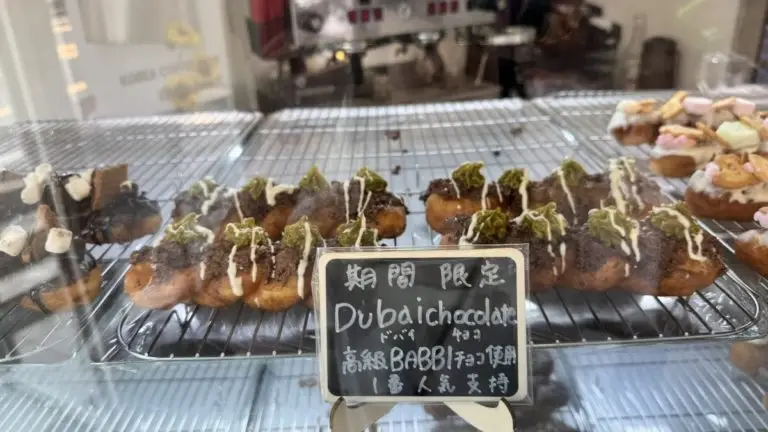 期間 限定
Dubaichocolate
ドバイ チョコ
高級BABBIチョコ使用
1番人気支持